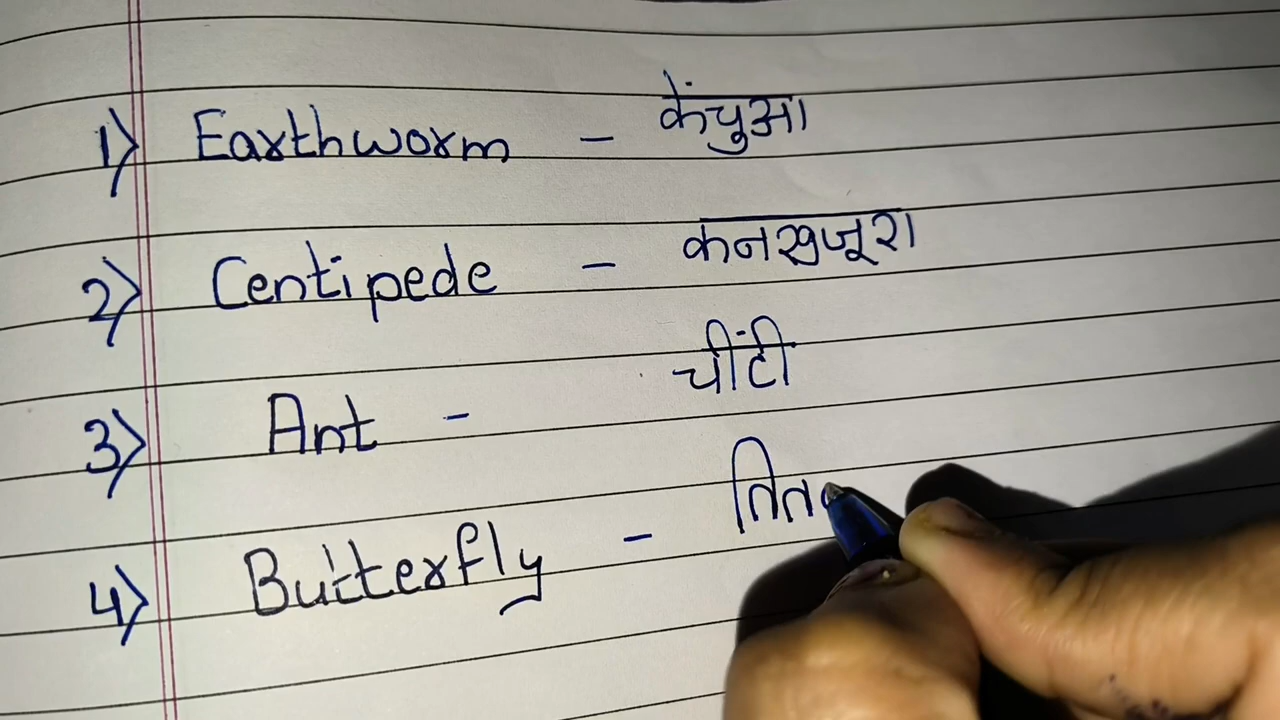 1) Earthworm - केंचुआ
2) Centipede - कनखजूरा
3) Ant - चींटी
4) Butterfly -